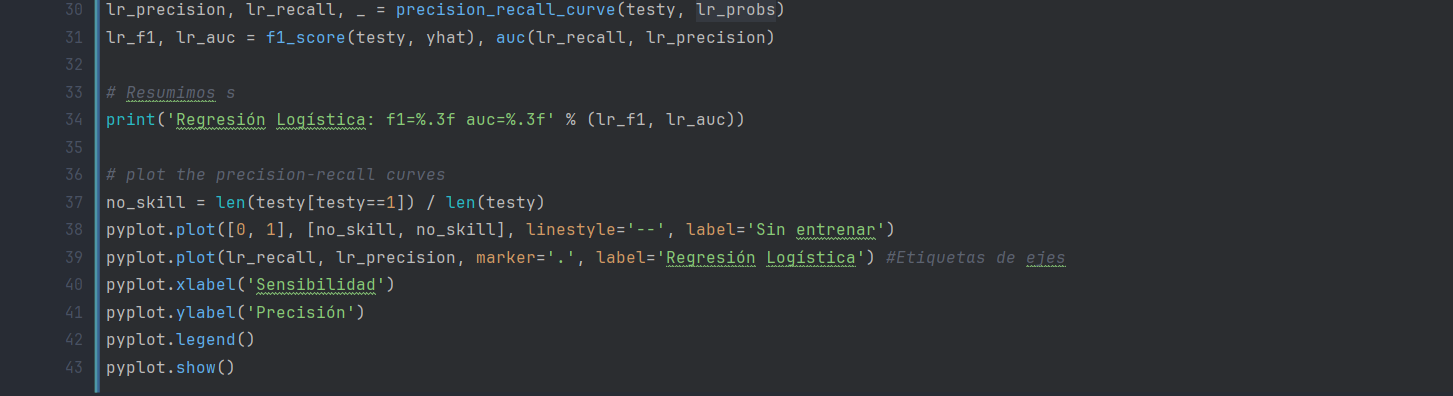 30 lr_precision, lr_recall, _ = precision_recall_curve(testy, lr_probs)
31 lr_f1, lr_auc = f1_score(testy, yhat), auc(lr_recall, lr_precision)
32
33 # Resumimos s
34 print('Regresión Logística: f1=%.3f auc=%.3f' % (lr_f1, lr_auc))
35
36 # plot the precision-recall curves
37 no_skill = len(testy[testy==1]) / len(testy)
38 pyplot.plot([0, 1], [no_skill, no_skill], linestyle='--', label='Sin entrenar')
39 pyplot.plot(lr_recall, lr_precision, marker='.', label='Regresión Logística') #Etiquetas de ejes
40 pyplot.xlabel('Sensibilidad')
41 pyplot.ylabel('Precisión')
42 pyplot.legend()
43 pyplot.show()